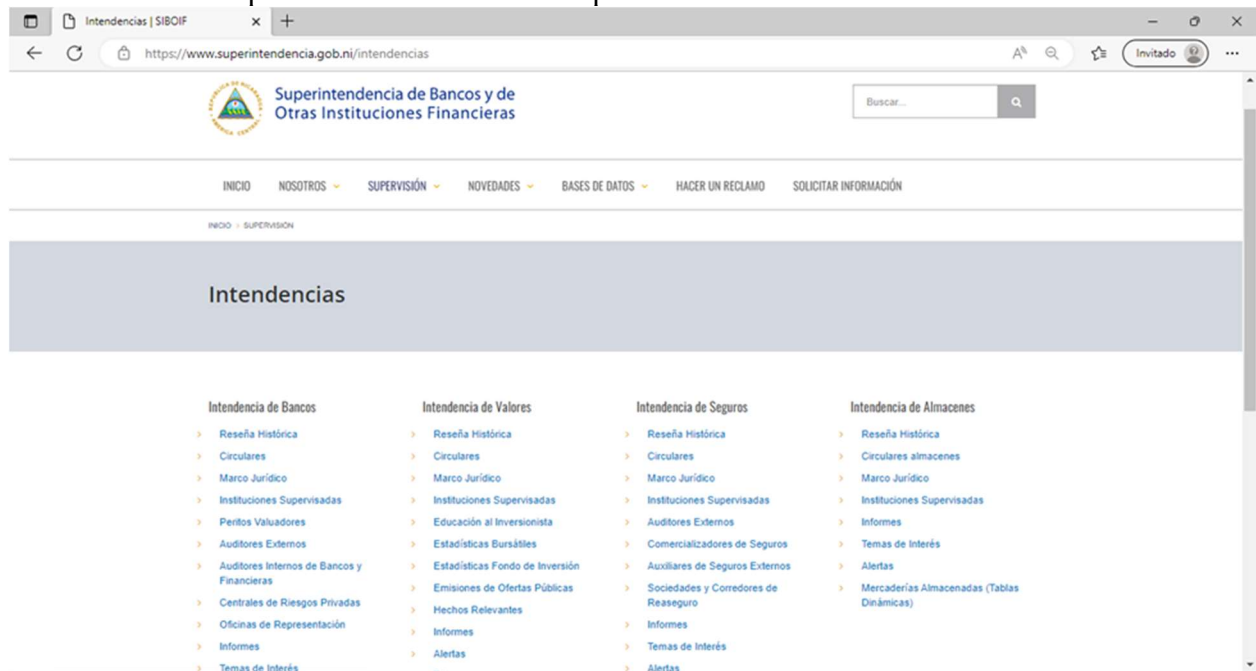 Intendencias | SIBOIF
https://www.superintendencia.gob.ni/intendencias
Invitado
Superintendencia de Bancos y de
Otras Instituciones Financieras
Buscar...
INICIO NOSOTROS SUPERVISIÓN NOVEDADES BASES DE DATOS HACER UN RECLAMO SOLICITAR INFORMACIÓN
INICIO › SUPERVISIÓN
Intendencias
Intendencia de Bancos
Reseña Histórica
Circulares
Marco Jurídico
Instituciones Supervisadas
Peritos Valuadores
Auditores Externos
Auditores Internos de Bancos y
Financieras
Centrales de Riesgos Privadas
Oficinas de Representación
Informes
Temas de Interés
Intendencia de Valores
Reseña Histórica
Circulares
Marco Jurídico
Instituciones Supervisadas
Educación al Inversionista
Estadísticas Bursátiles
Estadísticas Fondo de Inversión
Emisiones de Ofertas Públicas
Hechos Relevantes
Informes
Alertas
Intendencia de Seguros
Reseña Histórica
Circulares
Marco Jurídico
Instituciones Supervisadas
Auditores Externos
Comercializadores de Seguros
Auxiliares de Seguros Externos
Sociedades y Corredores de
Reaseguro
Informes
Temas de Interés
Alertas
Intendencia de Almacenes
Reseña Histórica
Circulares almacenes
Marco Jurídico
Instituciones Supervisadas
Informes
Temas de Interés
Alertas
Mercaderías Almacenadas (Tablas
Dinámicas)